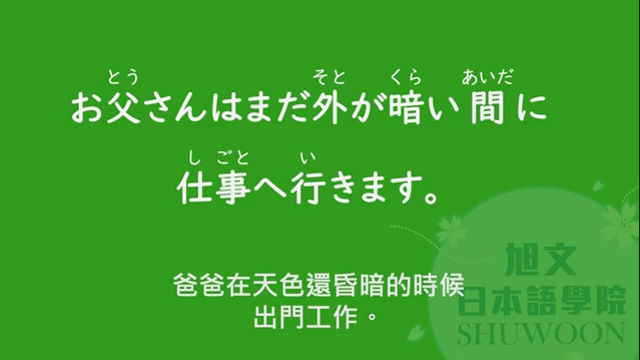 とう そと くら あいだ
お父さんはまだ外が暗い間に
し ごと い
仕事へ行きます。
爸爸在天色還昏暗的時候
出門工作。
旭文
日本語學院
SHUWOON